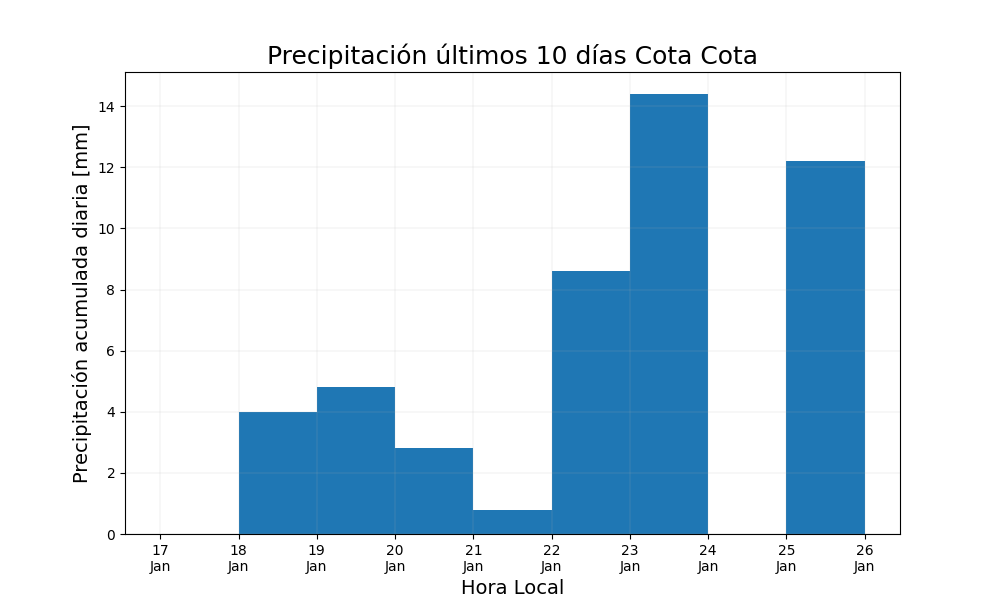 Precipitación últimos 10 días Cota Cota
Precipitación acumulada diaria [mm]
14
12
10
8
6
4
2
0
17 18 19 20 21 22 23 24 25 26
Jan Jan Jan Jan Jan Jan Jan Jan Jan Jan
Hora Local